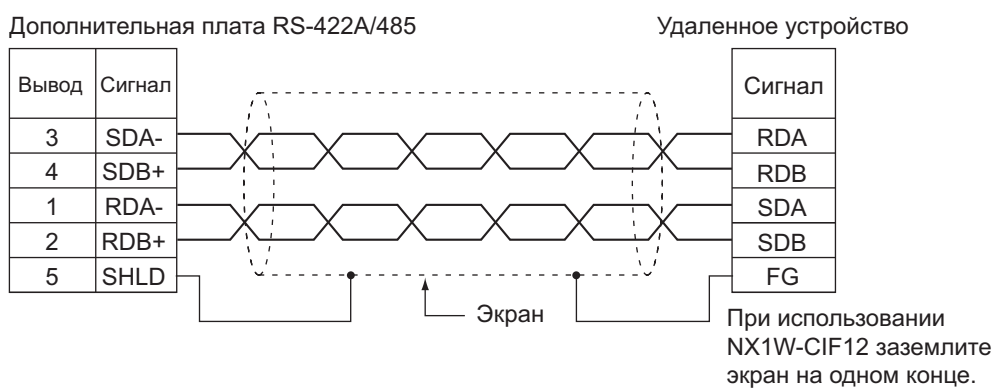 Дополнительная плата RS-422A/485 Удаленное устройство
Вывод Сигнал Сигнал
3 SDA- RDA
4 SDB+ RDB
1 RDA- SDA
2 RDB+ SDB
5 SHLD FG
Экран
При использовании
NX1W-CIF12 заземлите
экран на одном конце.